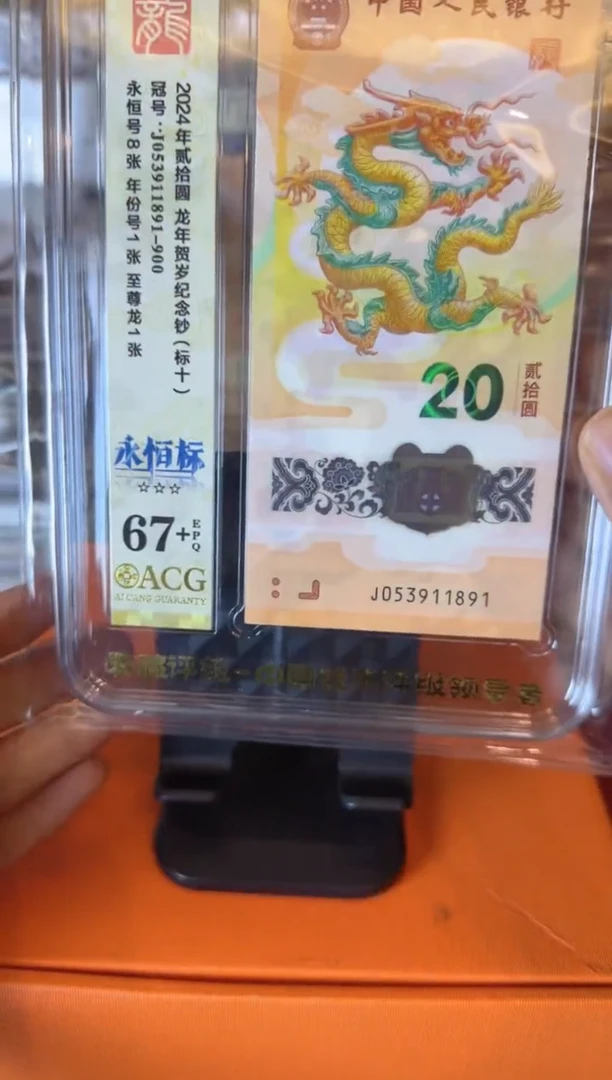 龍
2024年贰拾圆 龙年贺岁纪念钞(标十)
冠号:J053911891-900
永恒号8张 年份号1张 至尊龙1张
永恒标
☆☆☆
67+EPQ
ACG
AI CANG GUARANTY
中国人民银行
20
贰拾圆
J053911891